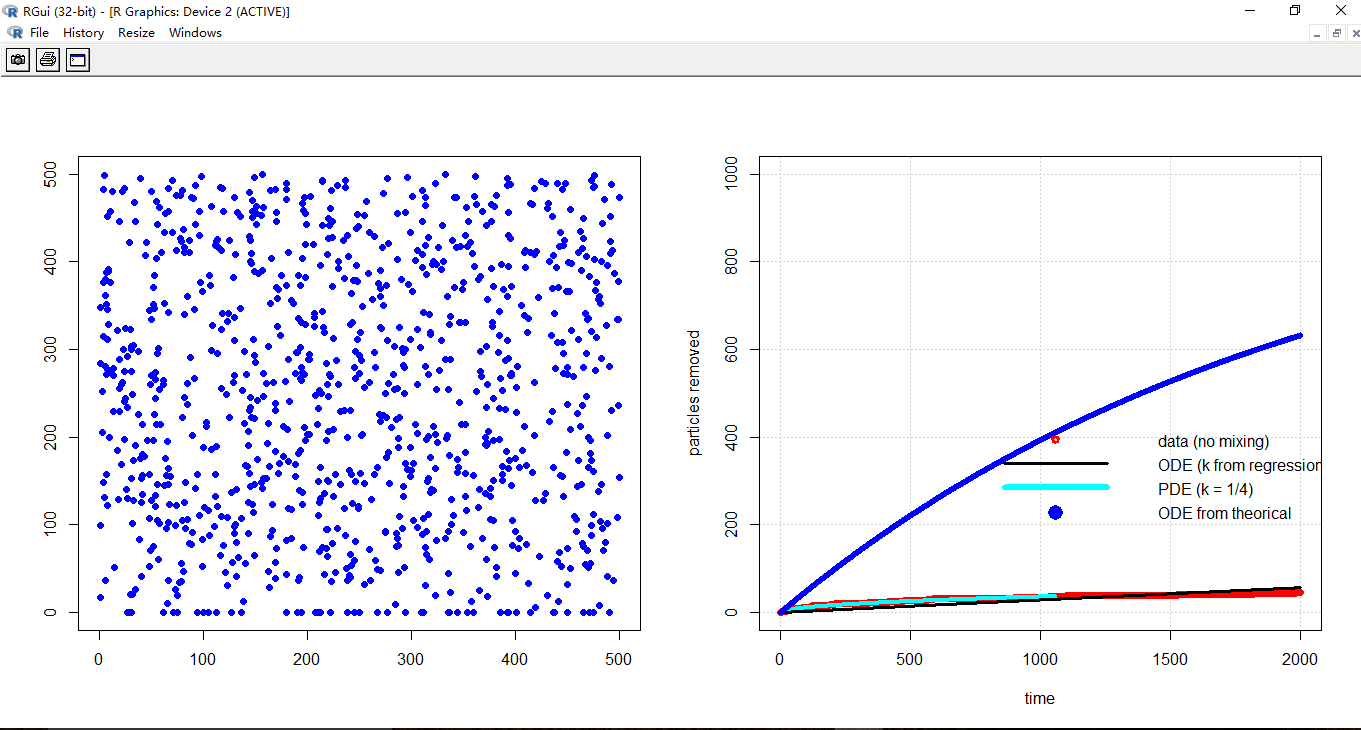 RGui (32-bit) - [R Graphics: Device 2 (ACTIVE)]
File History Resize Windows
500
400
300
200
100
0
0 100 200 300 400 500
particles removed
1000
800
600
400
200
0
data (no mixing)
ODE (k from regression
PDE (k = 1/4)
ODE from theorical
0 500 1000 1500 2000
time